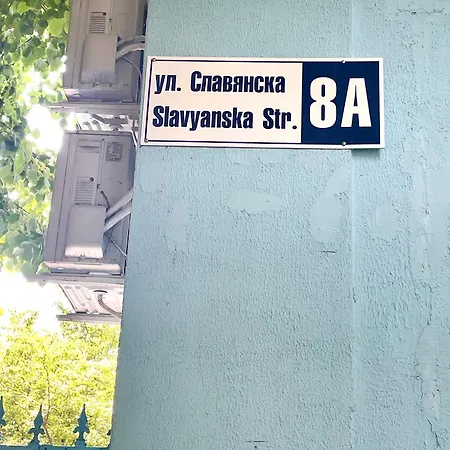 ул. Славянска
Slavyanska Str.
8A